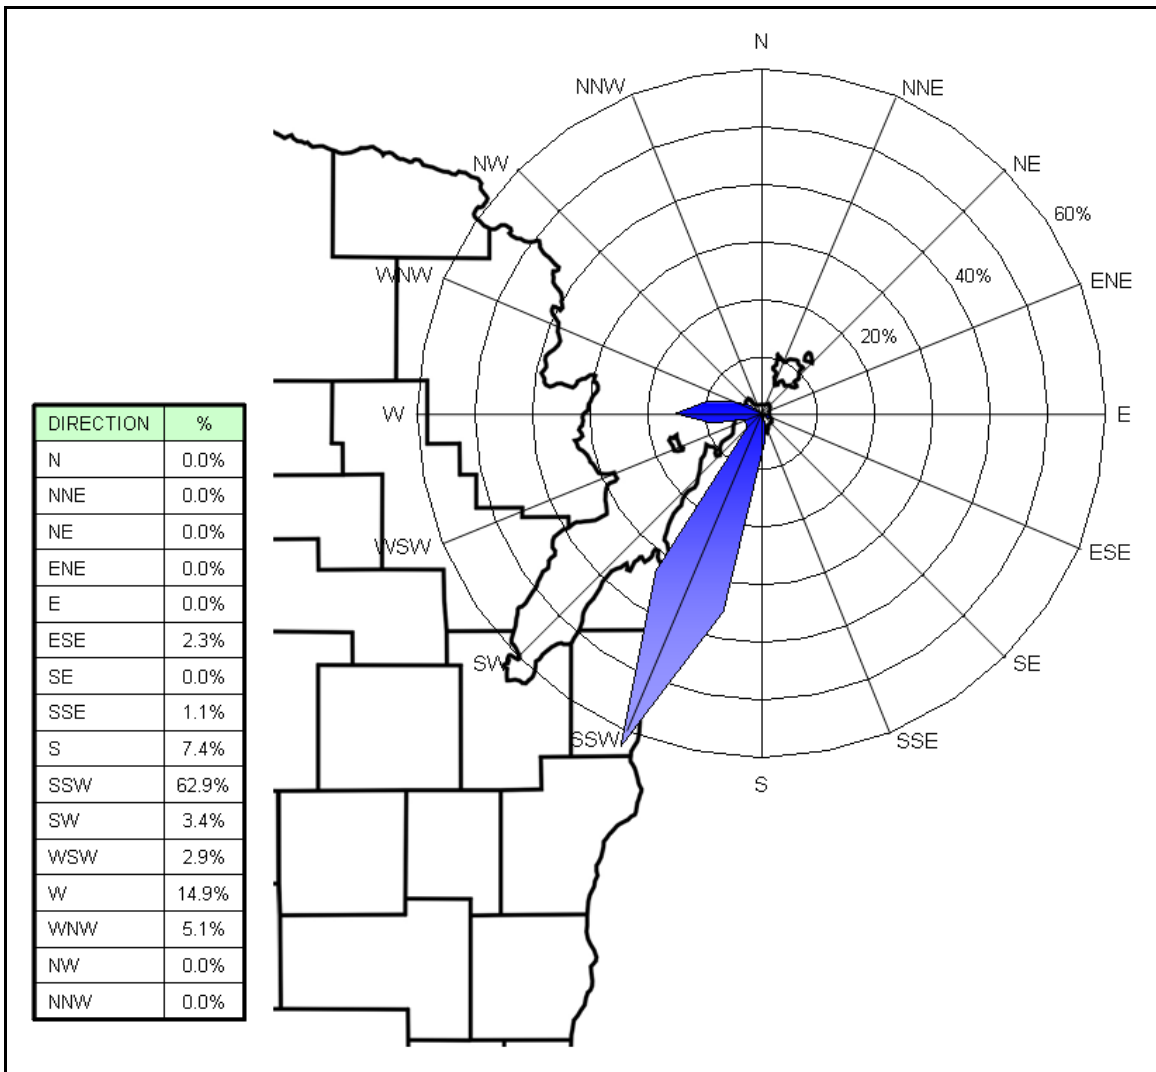 N
NNW
NNE
NW
NE
60%
WNW
40%
ENE
20%
W
E
WSW
ESE
SW
SE
SSW
SSE
S
DIRECTION %
N 0.0%
NNE 0.0%
NE 0.0%
ENE 0.0%
E 0.0%
ESE 2.3%
SE 0.0%
SSE 1.1%
S 7.4%
SSW 62.9%
SW 3.4%
WSW 2.9%
W 14.9%
WNW 5.1%
NW 0.0%
NNW 0.0%